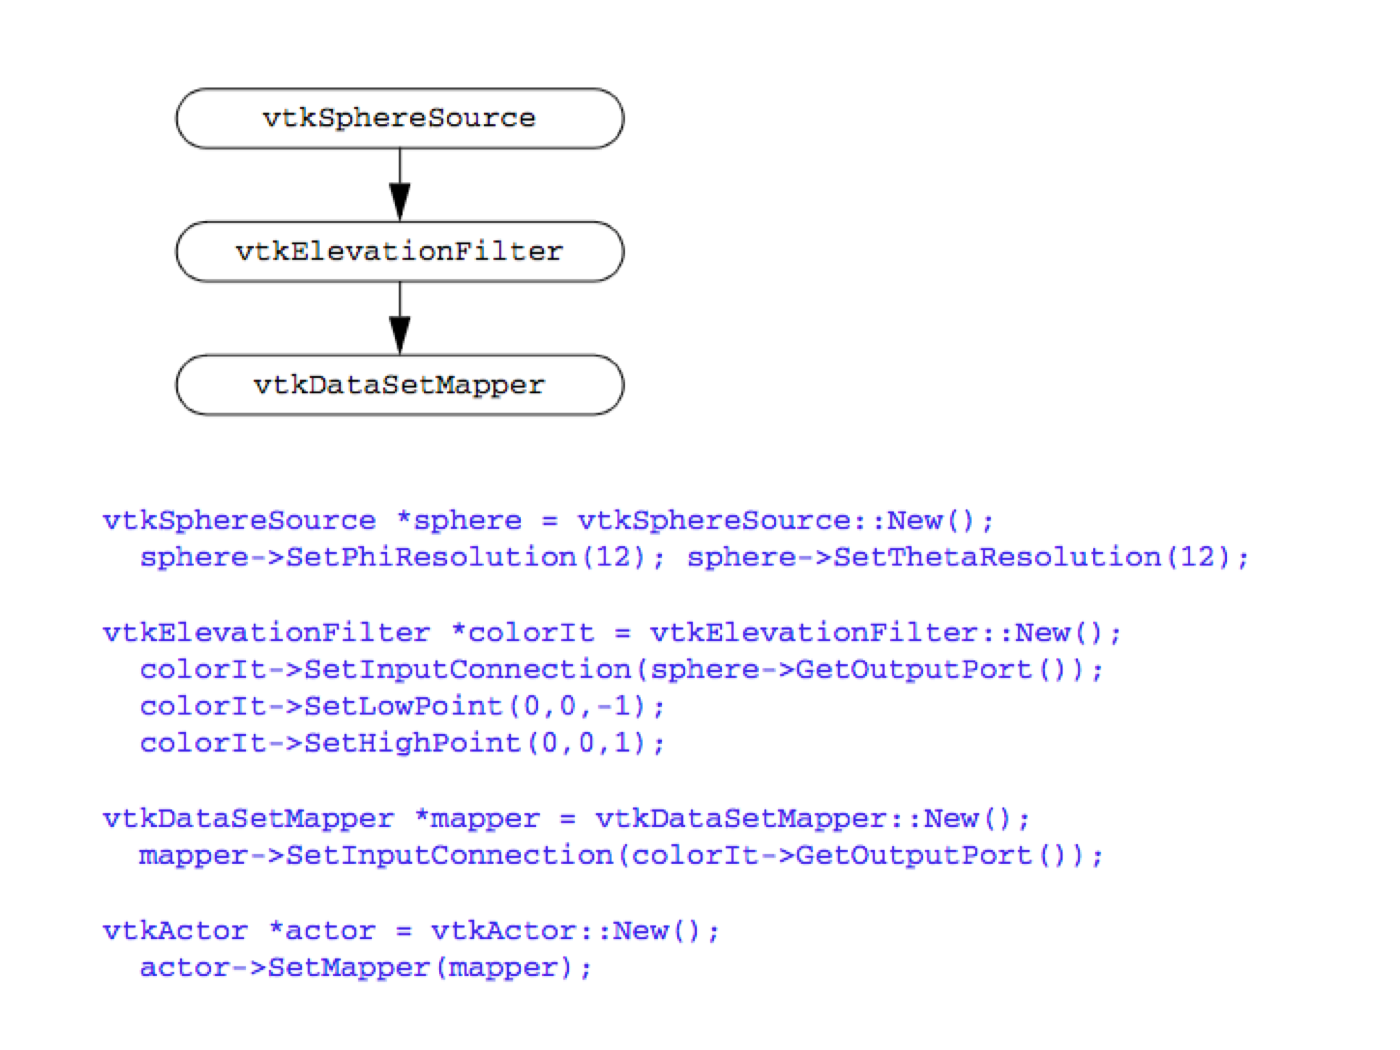 vtkSphereSource
vtkElevationFilter
vtkDataSetMapper
vtkSphereSource *sphere = vtkSphereSource::New();
sphere->SetPhiResolution(12); sphere->SetThetaResolution(12);
vtkElevationFilter *colorIt = vtkElevationFilter::New();
colorIt->SetInputConnection(sphere->GetOutputPort());
colorIt->SetLowPoint(0,0,-1);
colorIt->SetHighPoint(0,0,1);
vtkDataSetMapper *mapper = vtkDataSetMapper::New();
mapper->SetInputConnection(colorIt->GetOutputPort());
vtkActor *actor = vtkActor::New();
actor->SetMapper(mapper);